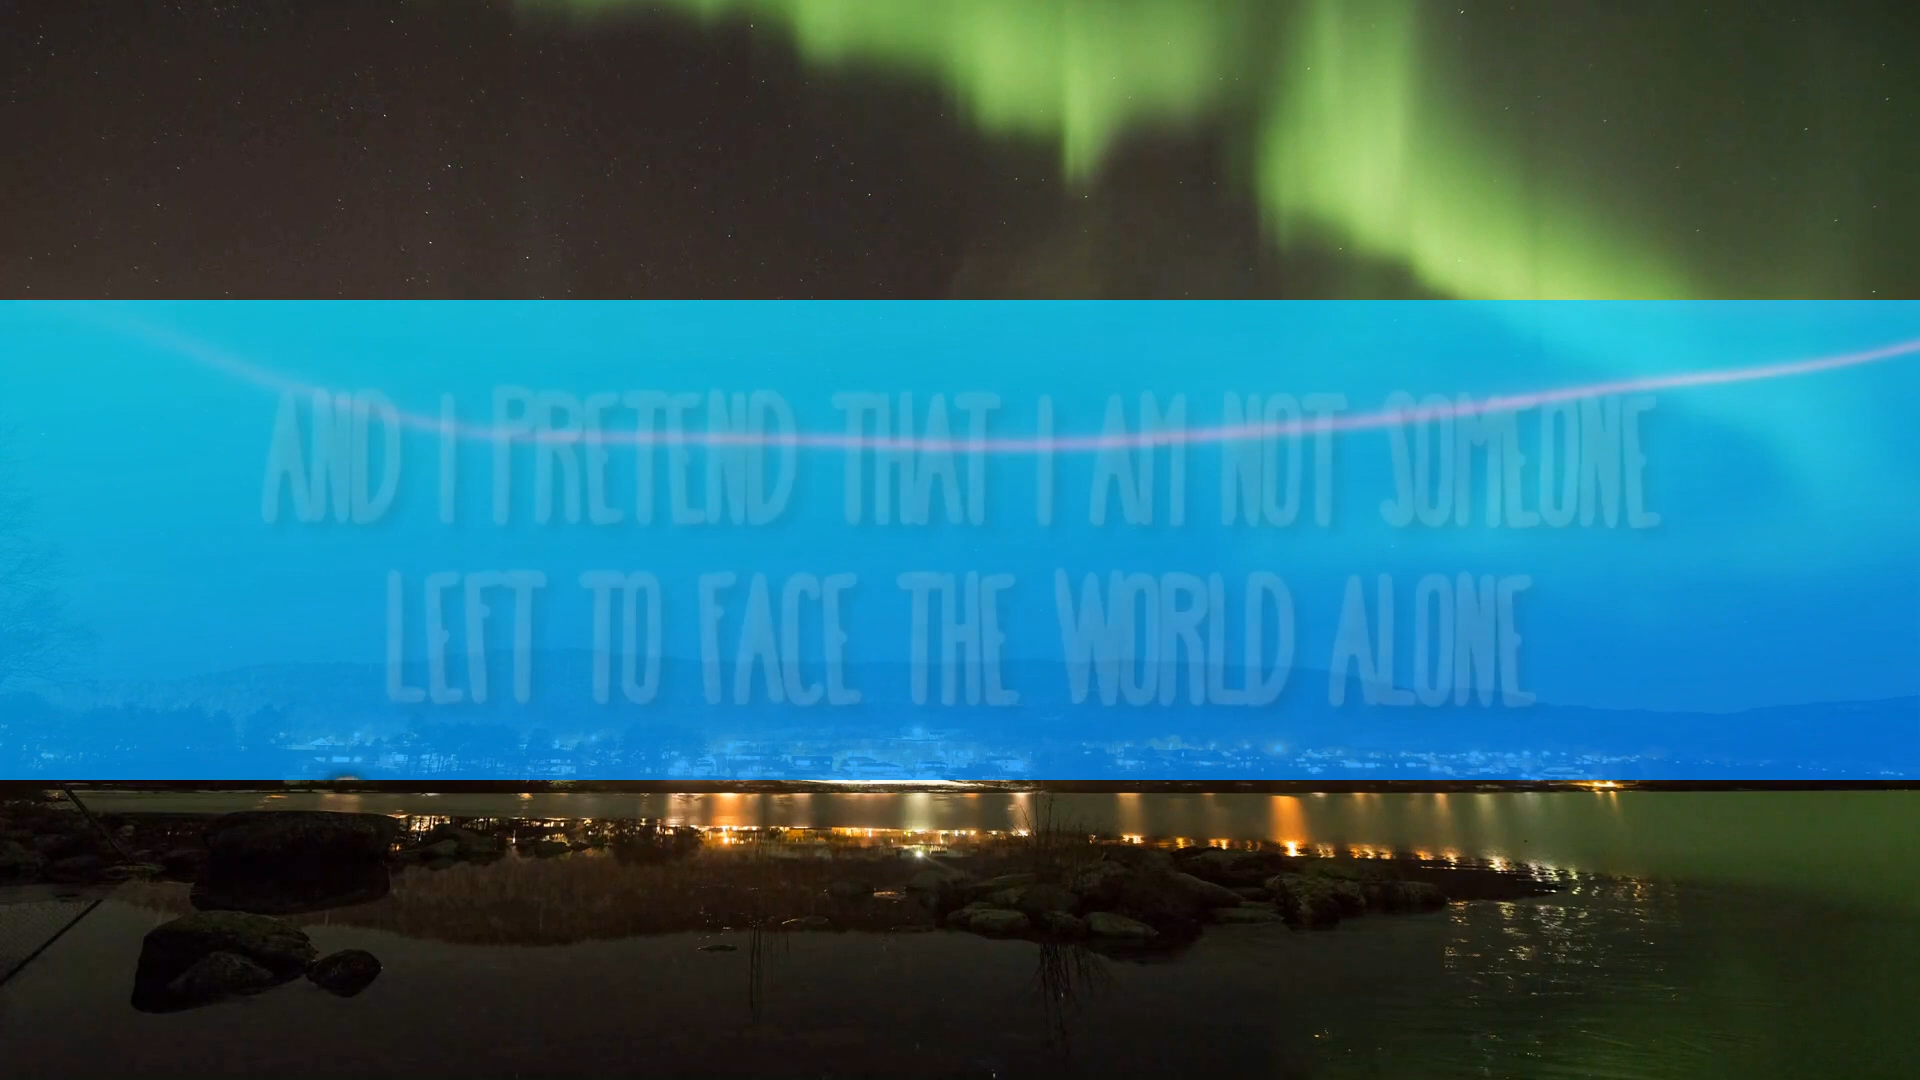 AND I PRETEND THAT I AM NOT SOMEONE
LEFT TO FACE THE WORLD ALONE